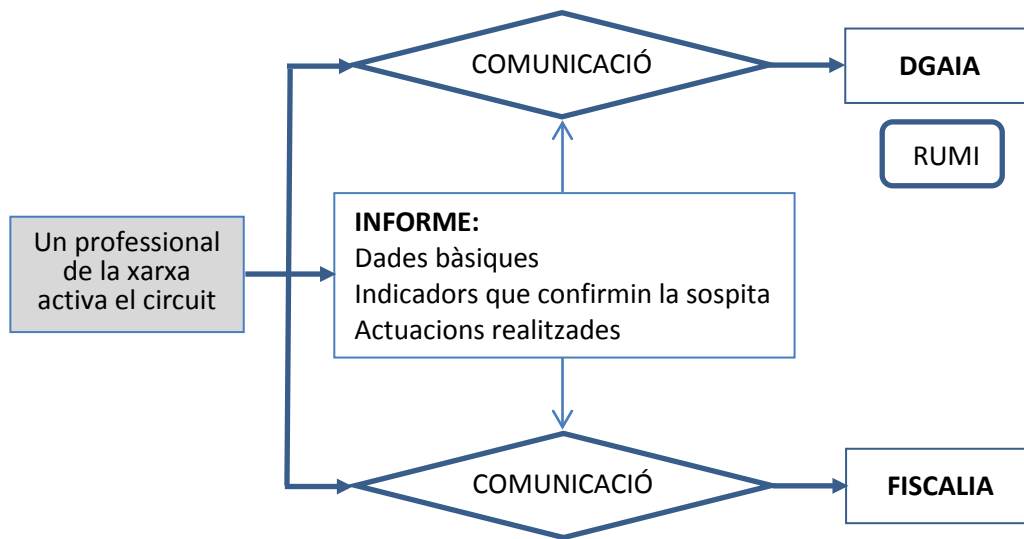 COMUNICACIÓ
DGAIA
RUMI
Un professional
de la xarxa
activa el circuit
INFORME:
Dades bàsiques
Indicadors que confirmin la sospita
Actuacions realitzades
COMUNICACIÓ
FISCALIA